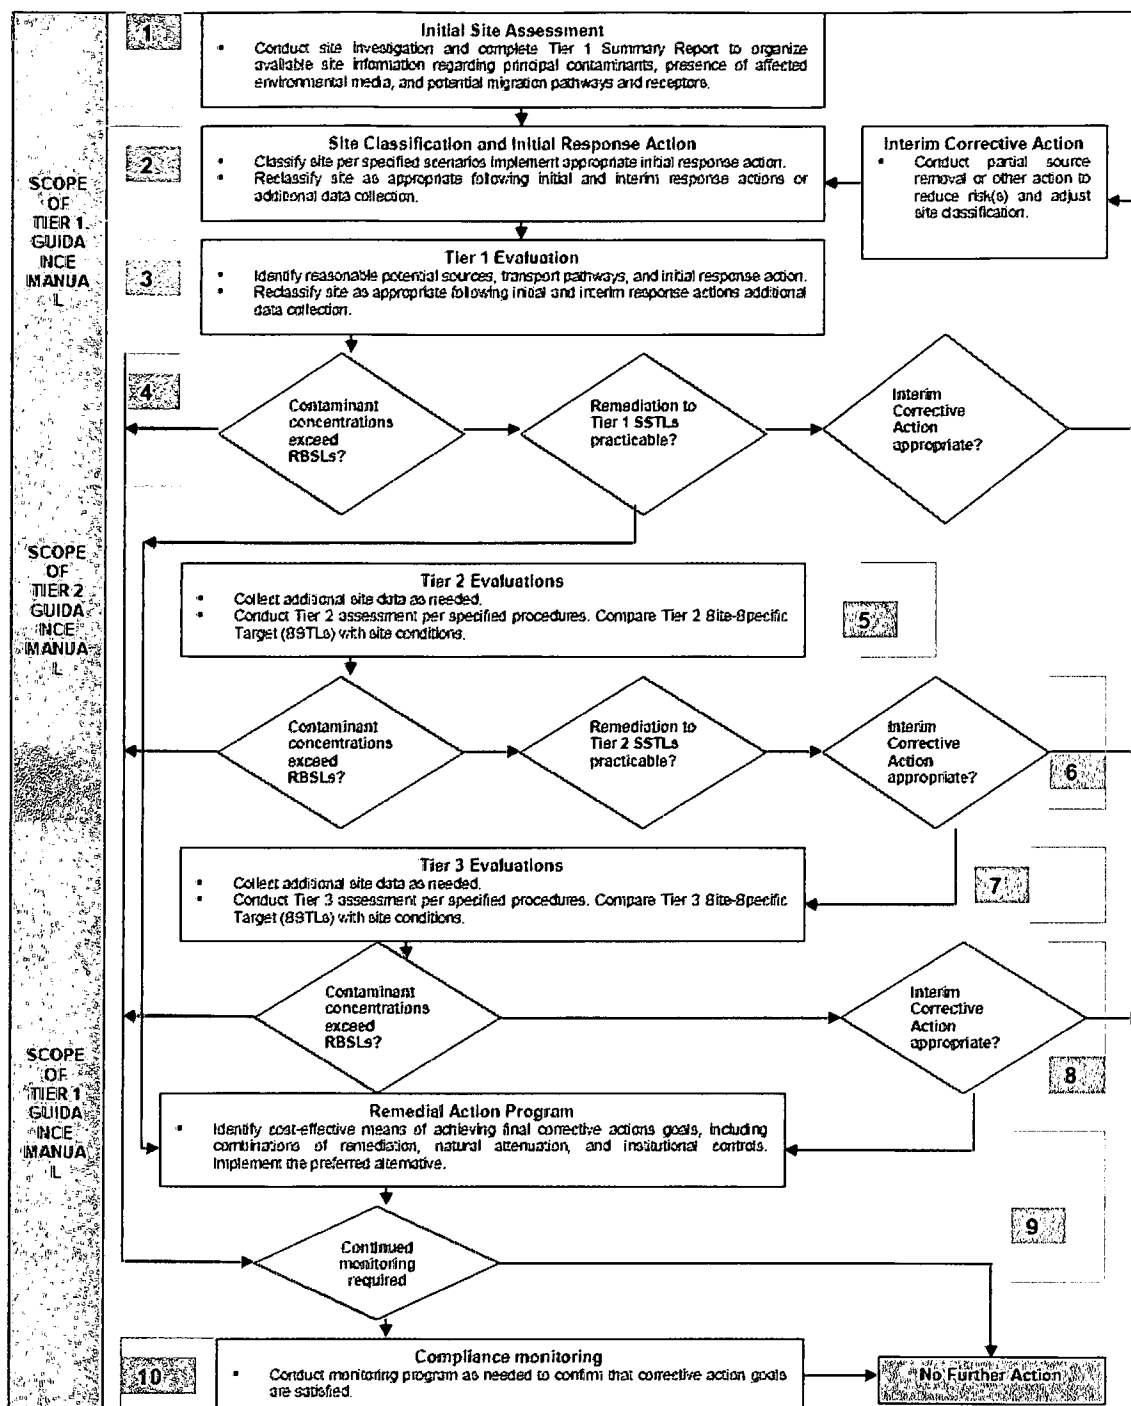 1
Initial Site Assessment
▪ Conduct site investigation and complete Tier 1 Summary Report to organize
available site information regarding principal contaminants, presence of affected
environmental media, and potential migration pathways and receptors.
2
Site Classification and Initial Response Action
▪ Classify site per specified scenarios implement appropriate initial response action.
▪ Reclassify site as appropriate following initial and interim response actions or
additional data collection.
Interim Corrective Action
▪ Conduct partial source
removal or other action to
reduce risk(s) and adjust
site classification.
SCOPE
OF
TIER 1
GUIDA
NCE
MANUA
L
3
Tier 1 Evaluation
▪ Identify reasonable potential sources, transport pathways, and initial response action.
▪ Reclassify site as appropriate following initial and interim response actions additional
data collection.
4
Contaminant
concentrations
exceed
RBSLs?
Remediation to
Tier 1 SSTLs
practicable?
Interim
Corrective
Action
appropriate?
SCOPE
OF
TIER 2
GUIDA
NCE
MANUA
L
Tier 2 Evaluations
▪ Collect additional site data as needed.
▪ Conduct Tier 2 assessment per specified procedures. Compare Tier 2 Site-Specific
Target (SSTLs) with site conditions.
5
Contaminant
concentrations
exceed
RBSLs?
Remediation to
Tier 2 SSTLs
practicable?
Interim
Corrective
Action
appropriate?
6
Tier 3 Evaluations
▪ Collect additional site data as needed.
▪ Conduct Tier 3 assessment per specified procedures. Compare Tier 3 Site-Specific
Target (SSTLs) with site conditions.
7
Contaminant
concentrations
exceed
RBSLs?
Interim
Corrective
Action
appropriate?
8
SCOPE
OF
TIER 1
GUIDA
NCE
MANUA
L
Remedial Action Program
▪ Identify cost-effective means of achieving final corrective actions goals, including
combinations of remediation, natural attenuation, and institutional controls.
Implement the preferred alternative.
9
Continued
monitoring
required
10
Compliance monitoring
▪ Conduct monitoring program as needed to confirm that corrective action goals
are satisfied.
No Further Action